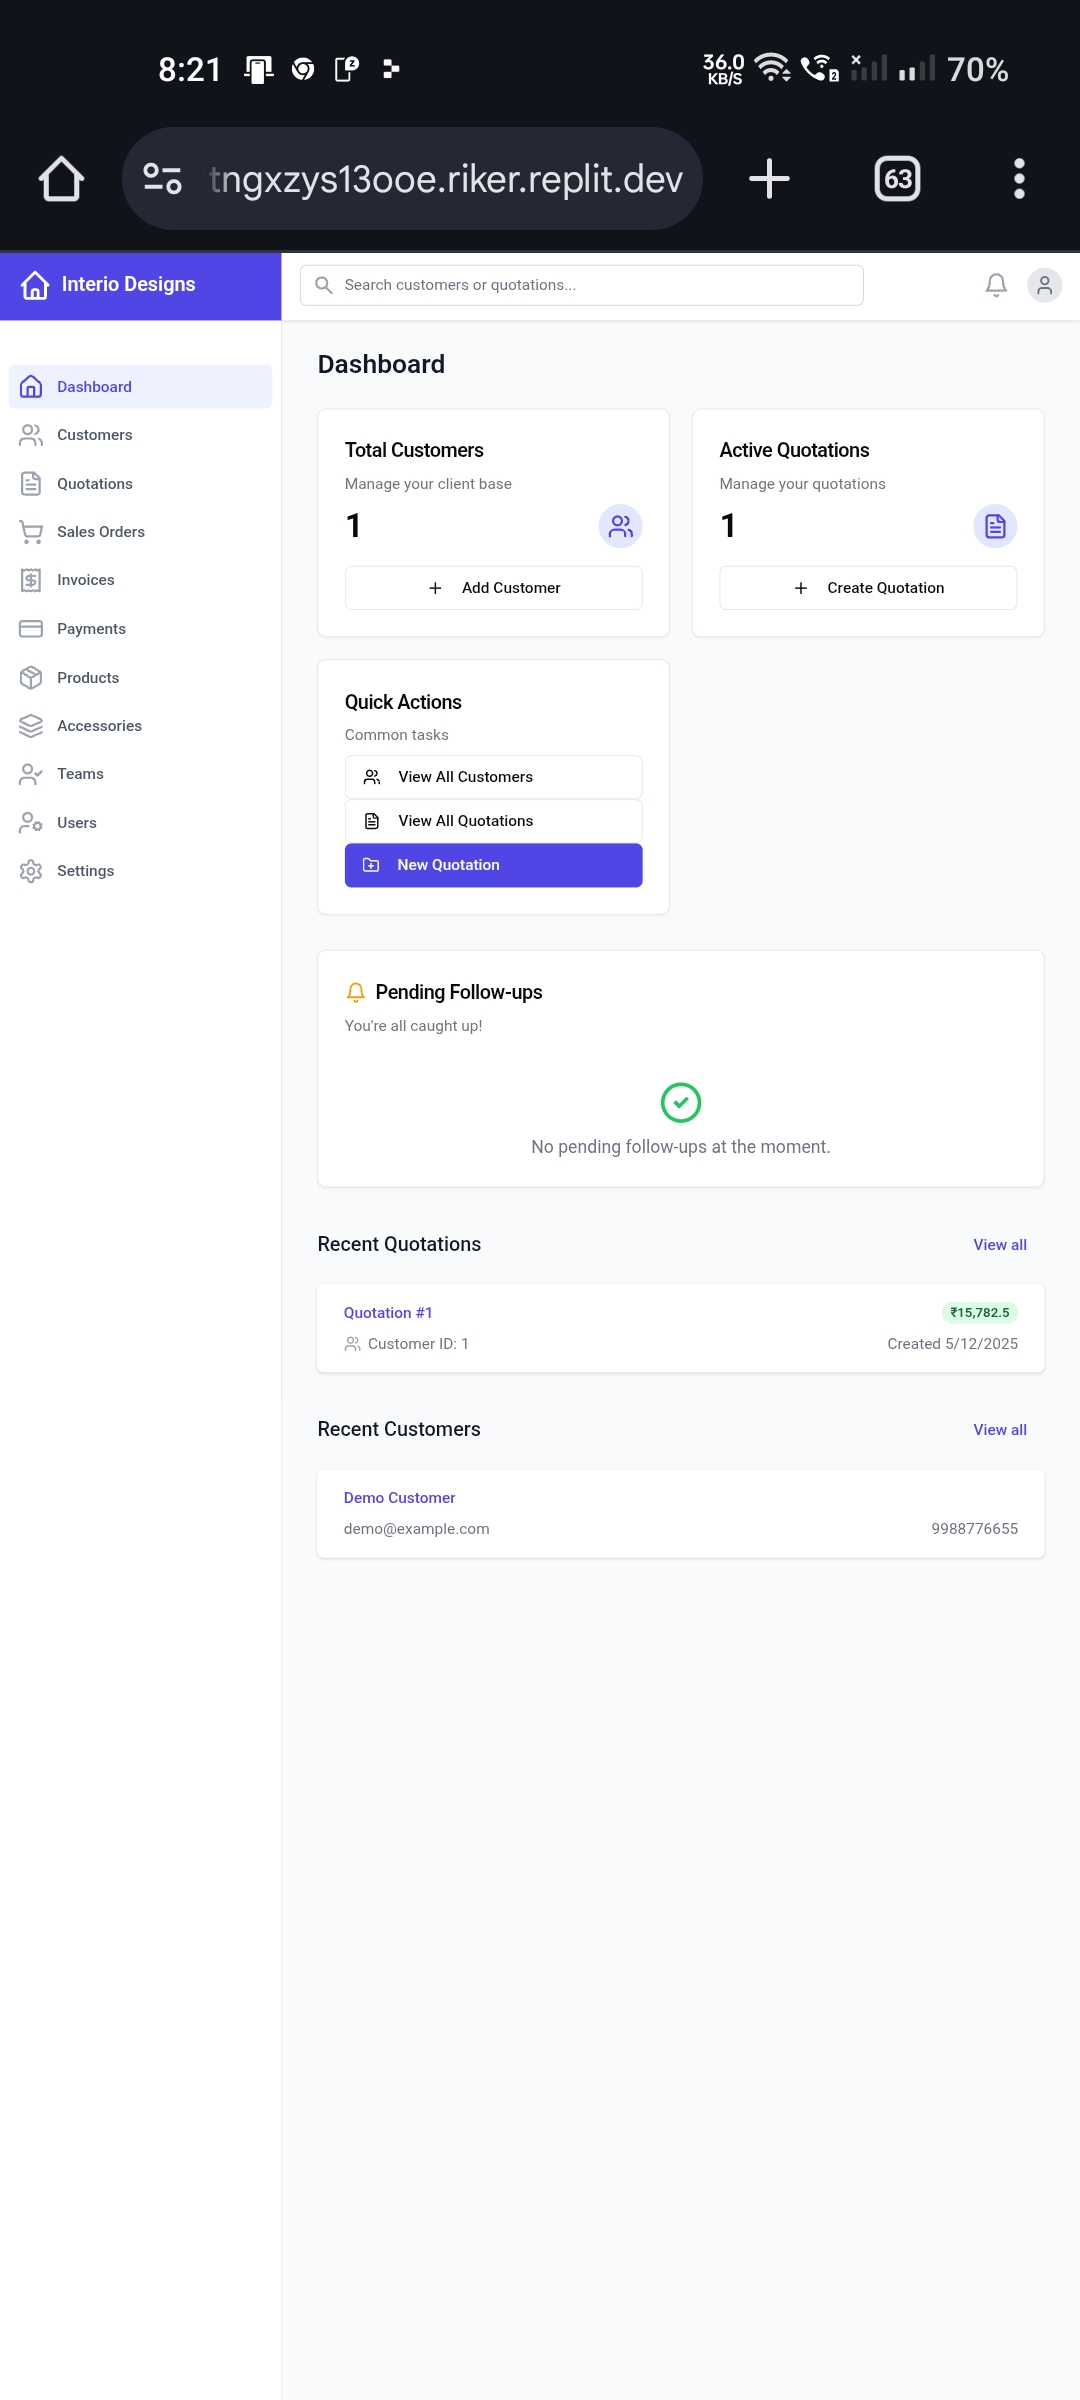 8:21
36.0
KB/S
2
70%
tngxzys13ooe.riker.replit.dev
63
Interio Designs
Search customers or quotations...
Dashboard
Customers
Quotations
Sales Orders
Invoices
Payments
Products
Accessories
Teams
Users
Settings
Dashboard
Total Customers
Manage your client base
1
Add Customer
Active Quotations
Manage your quotations
1
Create Quotation
Quick Actions
Common tasks
View All Customers
View All Quotations
New Quotation
Pending Follow-ups
You're all caught up!
No pending follow-ups at the moment.
Recent Quotations
View all
Quotation #1
₹15,782.5
Customer ID: 1
Created 5/12/2025
Recent Customers
View all
Demo Customer
demo@example.com
9988776655